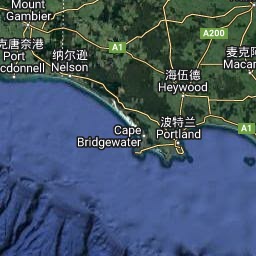 Mount
Gambier
A200
A1
克唐奈港
Port
cdonnell
纳尔逊
Nelson
麦克阿
Macar
海伍德
Heywood
Cape
Bridgewater
波特兰
Portland
A1